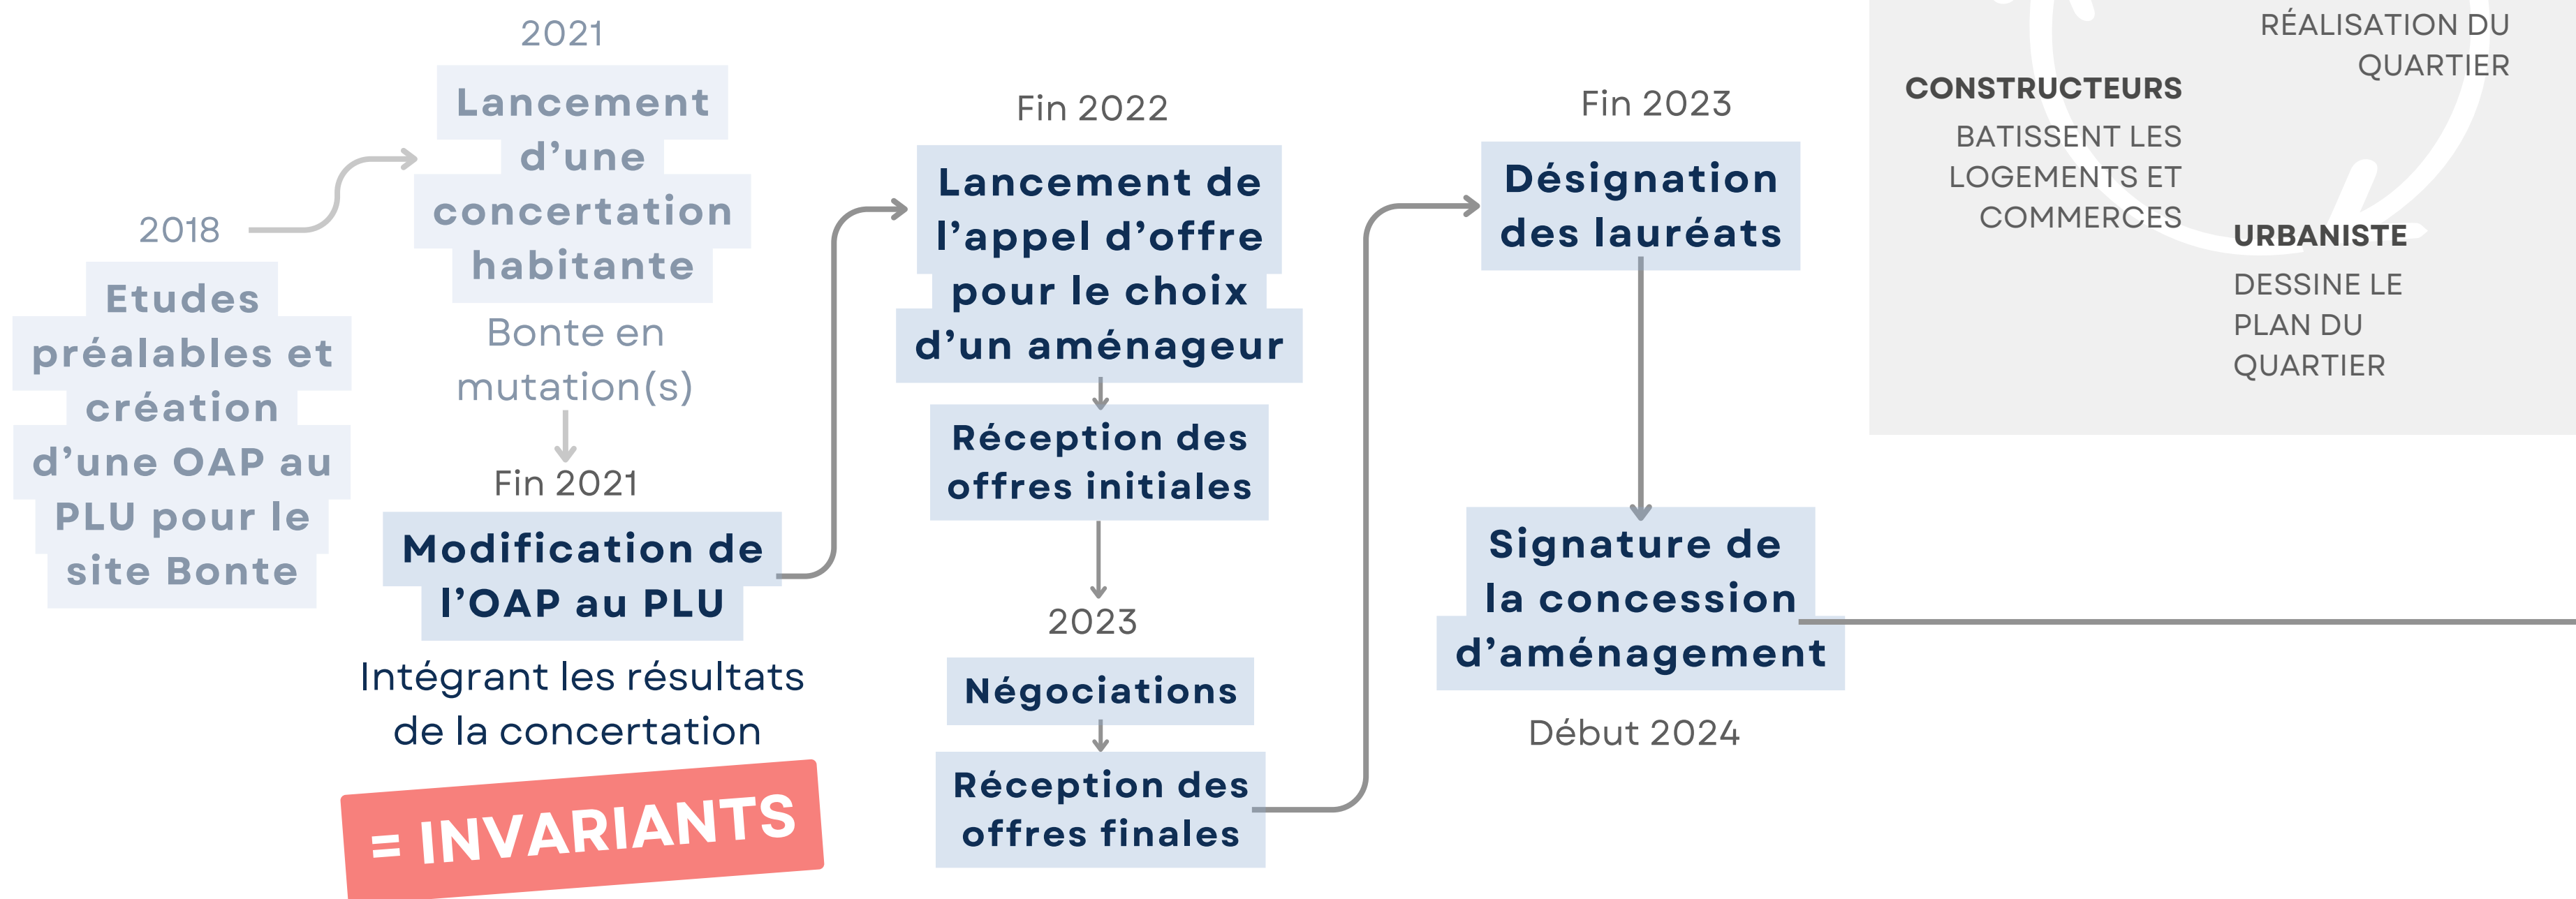 2018
Etudes
préalables et
création
d’une OAP au
PLU pour le
site Bonte
2021
Lancement
d’une
concertation
habitante
Bonte en
mutation(s)
Fin 2021
Modification de
l’OAP au PLU
Intégrant les résultats
de la concertation
= INVARIANTS
Fin 2022
Lancement de
l’appel d’offre
pour le choix
d’un aménageur
Réception des
offres initiales
2023
Négociations
Réception des
offres finales
Fin 2023
Désignation
des lauréats
Signature de
la concession
d’aménagement
Début 2024
RÉALISATION DU
QUARTIER
CONSTRUCTEURS
BATISSENT LES
LOGEMENTS ET
COMMERCES
URBANISTE
DESSINE LE
PLAN DU
QUARTIER